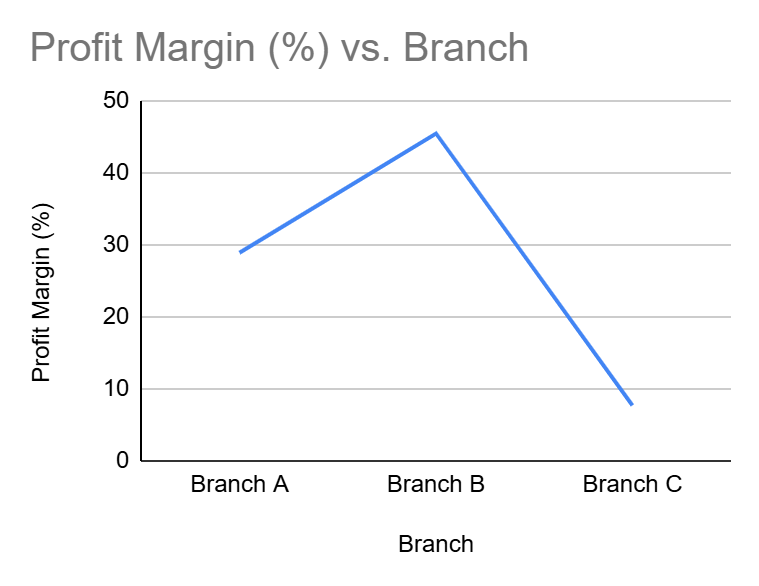 Profit Margin (%) vs. Branch
50
40
30
20
10
0
Profit Margin (%)
Branch A
Branch B
Branch C
Branch